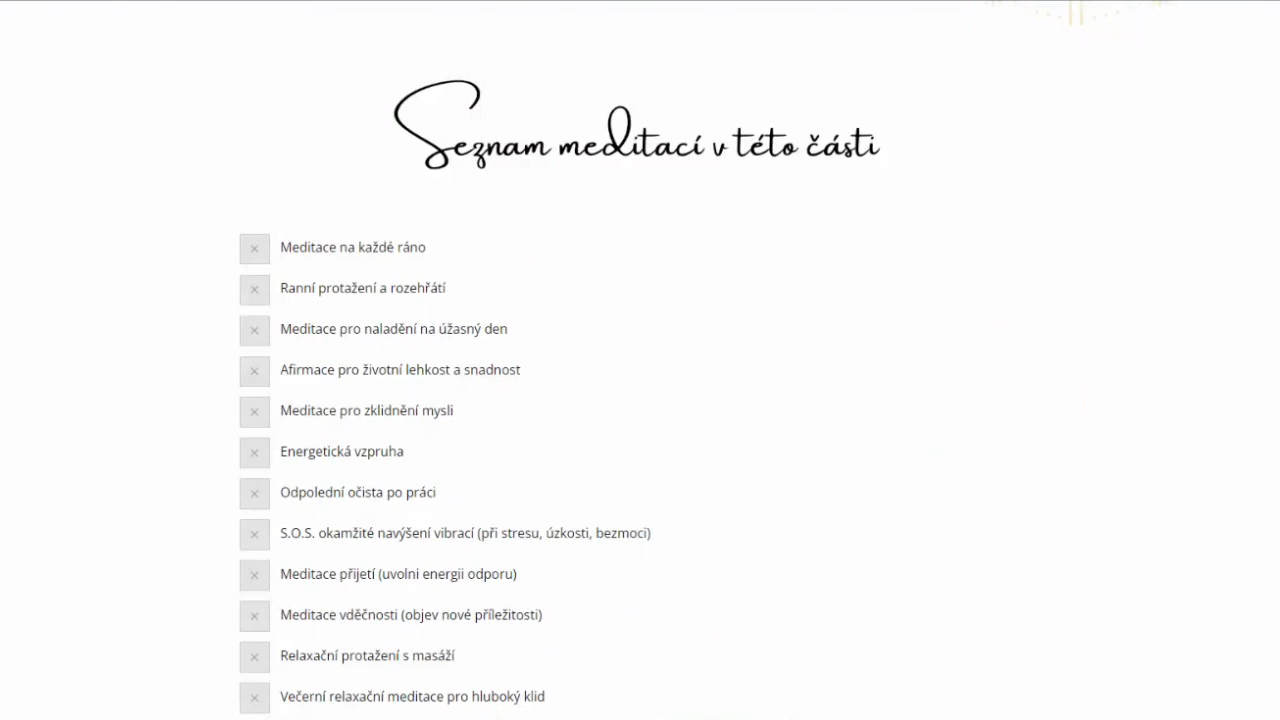 Seznam meditací v této části
Meditace na každé ráno
Ranní protažení a rozehřátí
Meditace pro naladění na úžasný den
Afirmace pro životní lehkost a snadnost
Meditace pro zklidnění mysli
Energetická vzpruha
Odpolední očista po práci
S.O.S. okamžité navýšení vibrací (při stresu, úzkosti, bezmoci)
Meditace přijetí (uvolni energii odporu)
Meditace vděčnosti (objev nové příležitosti)
Relaxační protažení s masáží
Večerní relaxační meditace pro hluboký klid